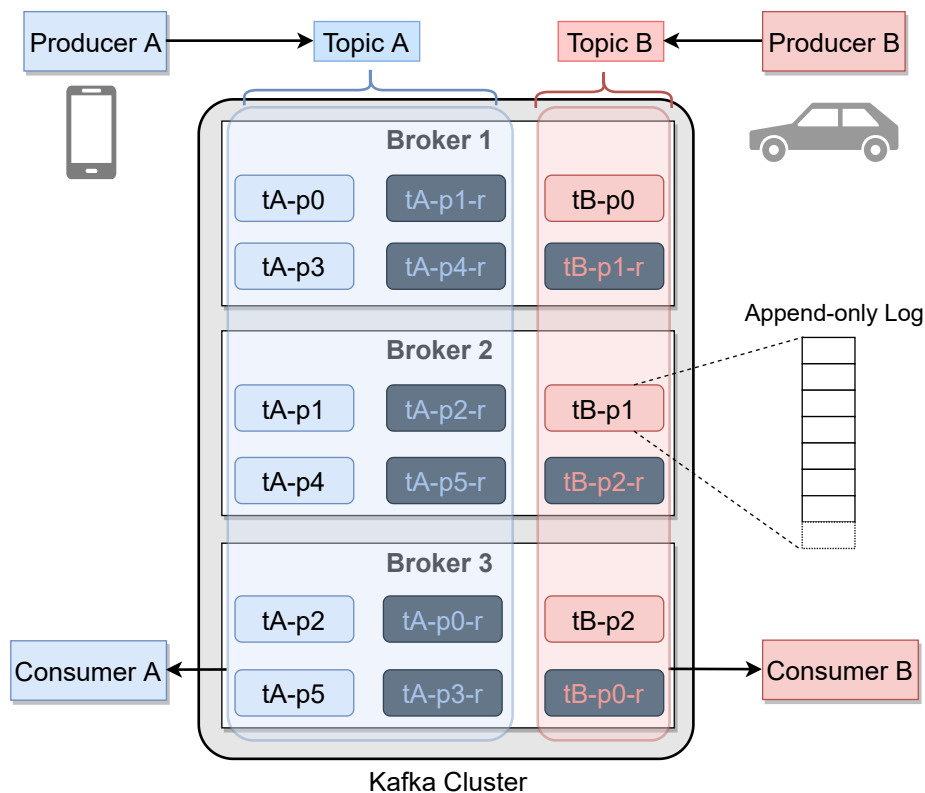 Producer A
Topic A
Topic B
Producer B
Broker 1
tA-p0
tA-p1-r
tB-p0
tA-p3
tA-p4-r
tB-p1-r
Append-only Log
Broker 2
tA-p1
tA-p2-r
tB-p1
tA-p4
tA-p5-r
tB-p2-r
Broker 3
tA-p2
tA-p0-r
tB-p2
Consumer A
tA-p5
tA-p3-r
tB-p0-r
Consumer B
Kafka Cluster